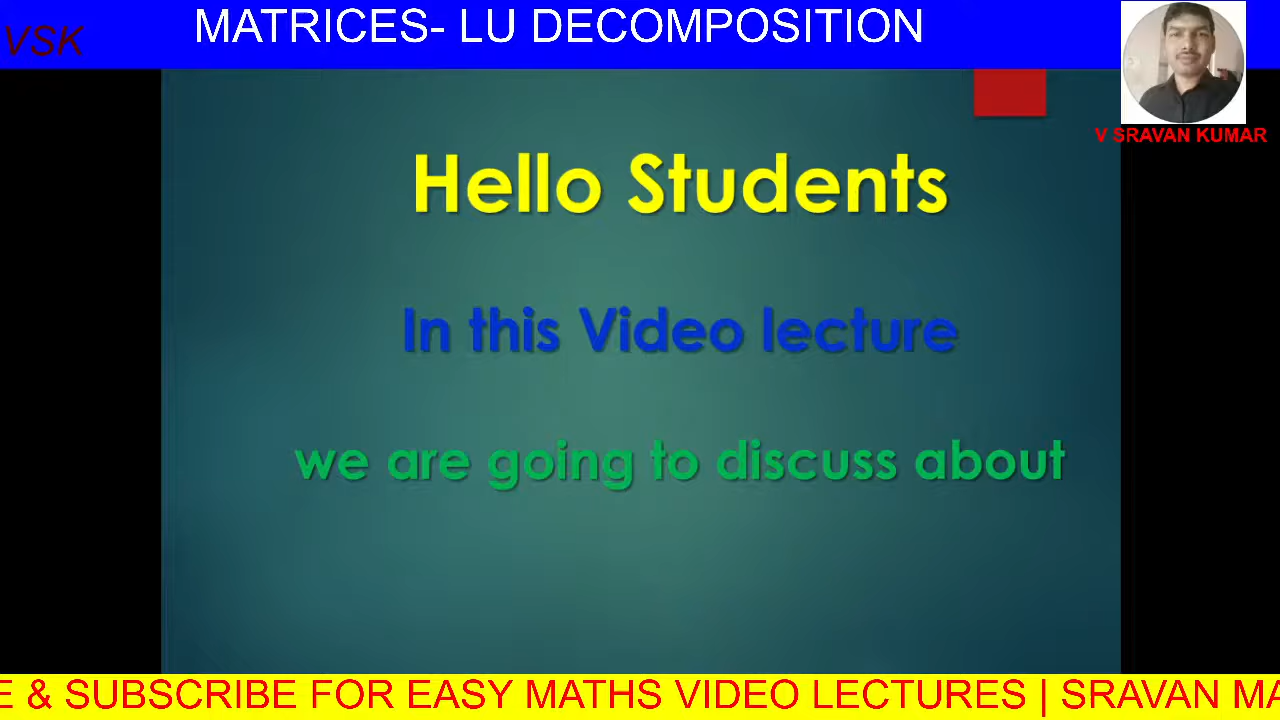 VSK
MATRICES- LU DECOMPOSITION
V SRAVAN KUMAR
Hello Students
In this Video lecture
we are going to discuss about
E & SUBSCRIBE FOR EASY MATHS VIDEO LECTURES | SRAVAN MA